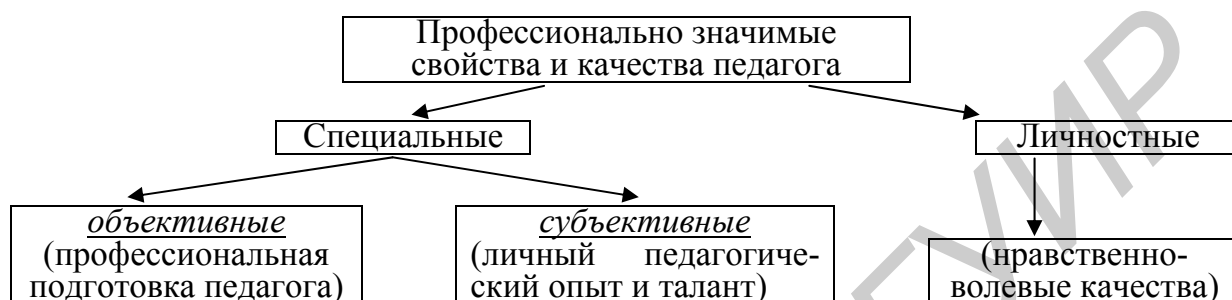 Профессионально значимые
свойства и качества педагога
Специальные
Личностные
объективные
(профессиональная
подготовка педагога)
субъективные
(личный педагогиче-
ский опыт и талант)
(нравственно-
волевые качества)
ГУИР